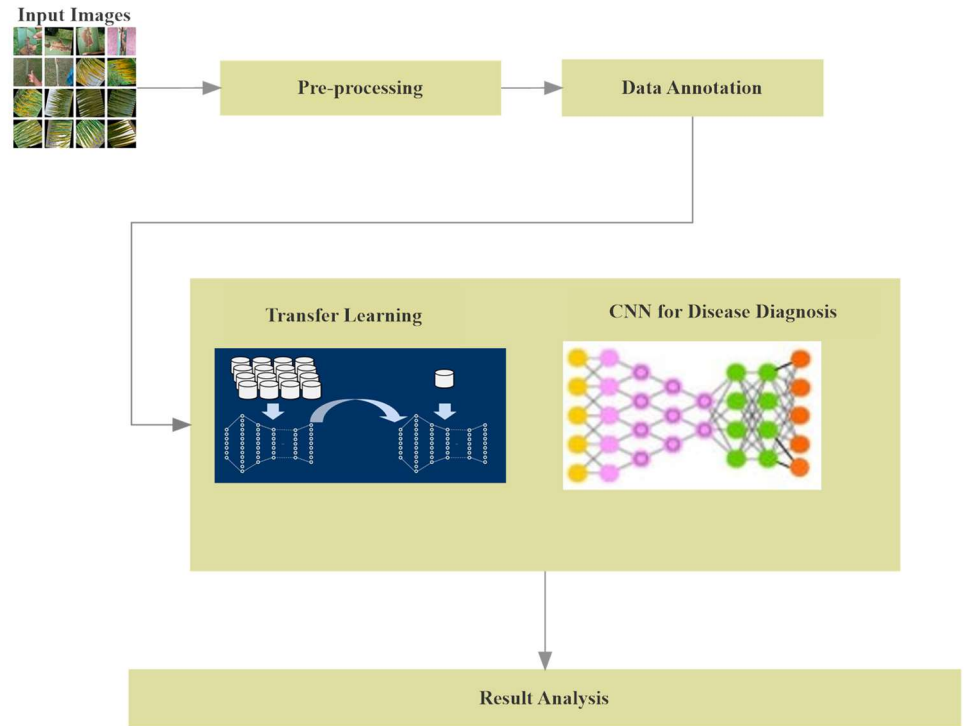 Input Images
Pre-processing
Data Annotation
Transfer Learning
CNN for Disease Diagnosis
Result Analysis